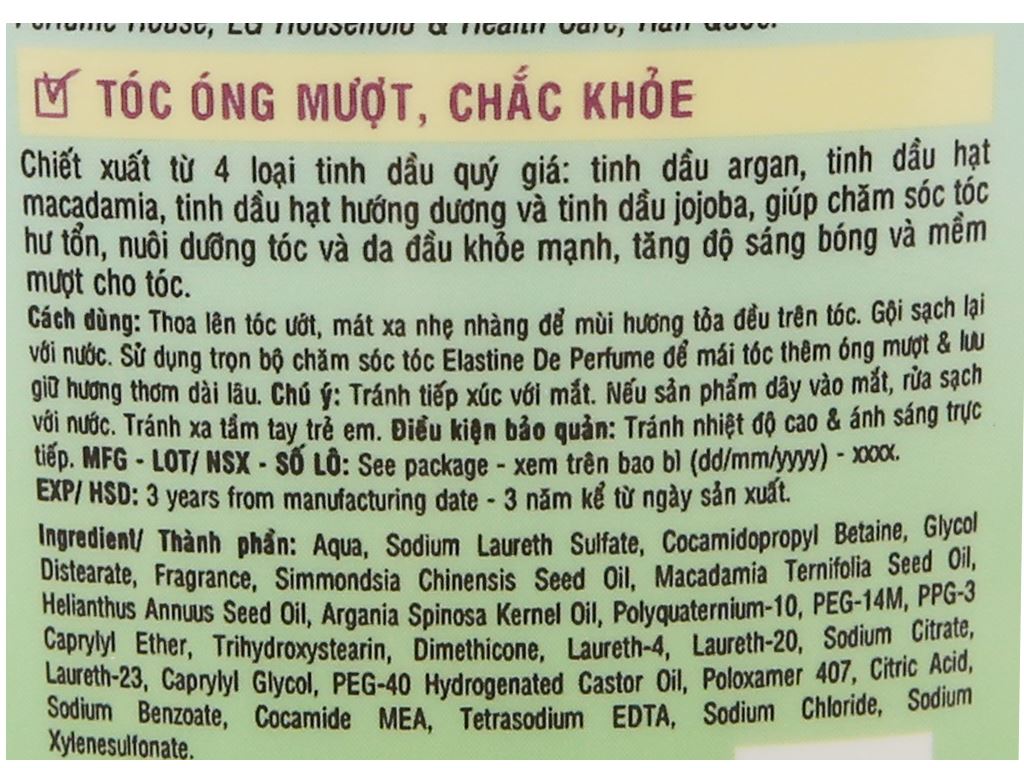 Perfume House, LG Household & Health Care, Hàn Quốc.
TÓC ÓNG MƯỢT, CHẮC KHỎE
Chiết xuất từ 4 loại tinh dầu quý giá: tinh dầu argan, tinh dầu hạt
macadamia, tinh dầu hạt hướng dương và tinh dầu jojoba, giúp chăm sóc tóc
hư tổn, nuôi dưỡng tóc và da đầu khỏe mạnh, tăng độ sáng bóng và mềm
mượt cho tóc.
Cách dùng: Thoa lên tóc ướt, mát xa nhẹ nhàng để mùi hương tỏa đều trên tóc. Gội sạch lại
với nước. Sử dụng trọn bộ chăm sóc tóc Elastine De Perfume để mái tóc thêm óng mượt & lưu
giữ hương thơm dài lâu. Chú ý: Tránh tiếp xúc với mắt. Nếu sản phẩm dây vào mắt, rửa sạch
với nước. Tránh xa tầm tay trẻ em. Điều kiện bảo quản: Tránh nhiệt độ cao & ánh sáng trực
tiếp. MFG - LOT/ NSX - SỐ LÔ: See package - xem trên bao bì (dd/mm/yyyy) - xxxx.
EXP/ HSD: 3 years from manufacturing date - 3 năm kể từ ngày sản xuất.
Ingredient/ Thành phần: Aqua, Sodium Laureth Sulfate, Cocamidopropyl Betaine, Glycol
Distearate, Fragrance, Simmondsia Chinensis Seed Oil, Macadamia Ternifolia Seed Oil,
Helianthus Annuus Seed Oil, Argania Spinosa Kernel Oil, Polyquaternium-10, PEG-14M, PPG-3
Caprylyl Ether, Trihydroxystearin, Dimethicone, Laureth-4, Laureth-20, Sodium Citrate,
Laureth-23, Caprylyl Glycol, PEG-40 Hydrogenated Castor Oil, Poloxamer 407, Citric Acid,
Sodium Benzoate, Cocamide MEA, Tetrasodium EDTA, Sodium Chloride, Sodium
Xylenesulfonate.